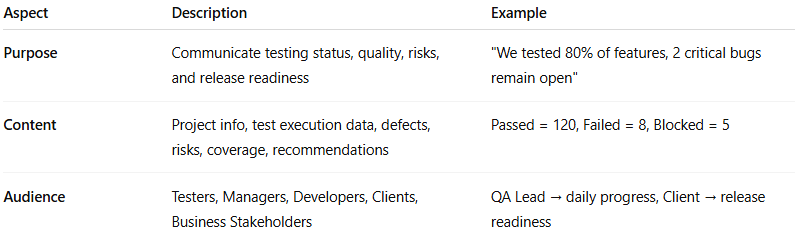 Aspect Description Example
Purpose Communicate testing status, quality, risks, "We tested 80% of features, 2 critical bugs
and release readiness remain open"
Content Project info, test execution data, defects, Passed = 120, Failed = 8, Blocked = 5
risks, coverage, recommendations
Audience Testers, Managers, Developers, Clients, QA Lead → daily progress, Client → release
Business Stakeholders readiness